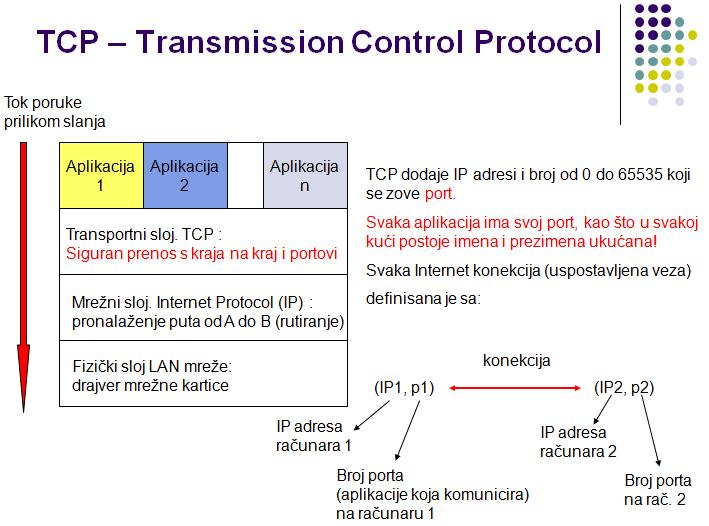 TCP – Transmission Control Protocol
Tok poruke
prilikom slanja
Aplikacija
1
Aplikacija
2
Aplikacija
n
Transportni sloj. TCP :
Siguran prenos s kraja na kraj i portovi
Mrežni sloj. Internet Protocol (IP) :
pronalaženje puta od A do B (rutiranje)
Fizički sloj LAN mreže:
drajver mrežne kartice
TCP dodaje IP adresi i broj od 0 do 65535 koji
se zove port.
Svaka aplikacija ima svoj port, kao što u svakoj
kući postoje imena i prezimena ukućana!
Svaka Internet konekcija (uspostavljena veza)
definisana je sa:
konekcija
(IP1, p1)
(IP2, p2)
IP adresa
računara 1
Broj porta
(aplikacije koja komunicira)
na računaru 1
IP adresa
računara 2
Broj porta
na rač. 2